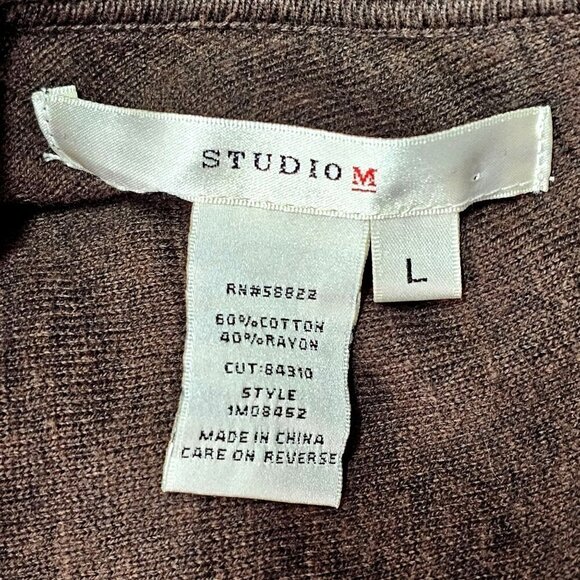 STUDIO M
L
RN#58822
60%COTTON
40%RAYON
CUT:84310
STYLE
1M08452
MADE IN CHINA
CARE ON REVERSE